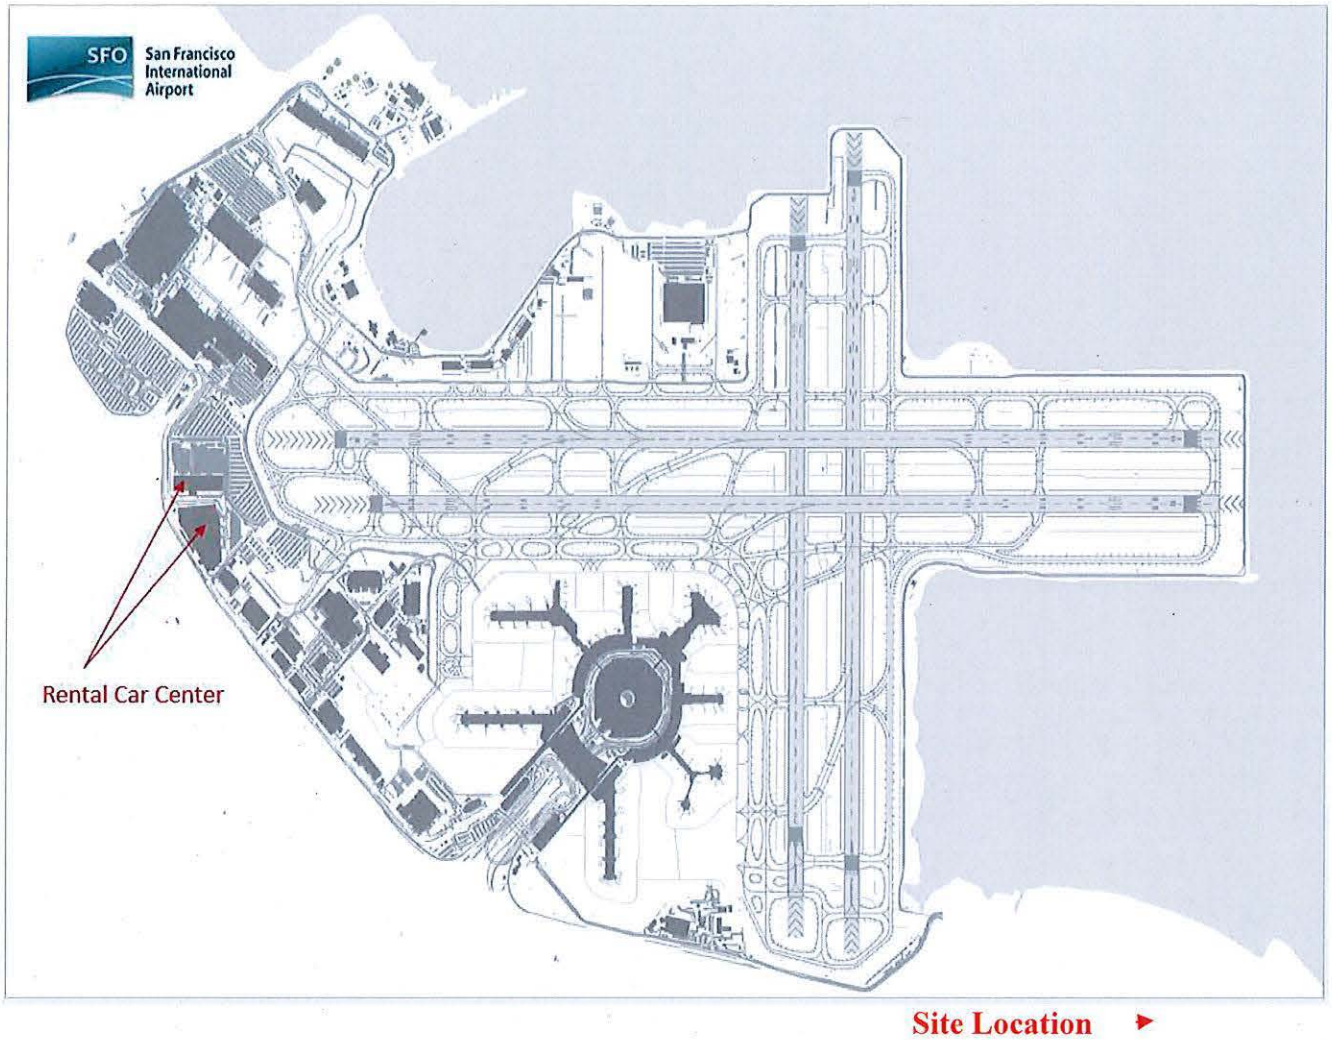 SFO
San Francisco
International
Airport
Rental Car Center
Site Location